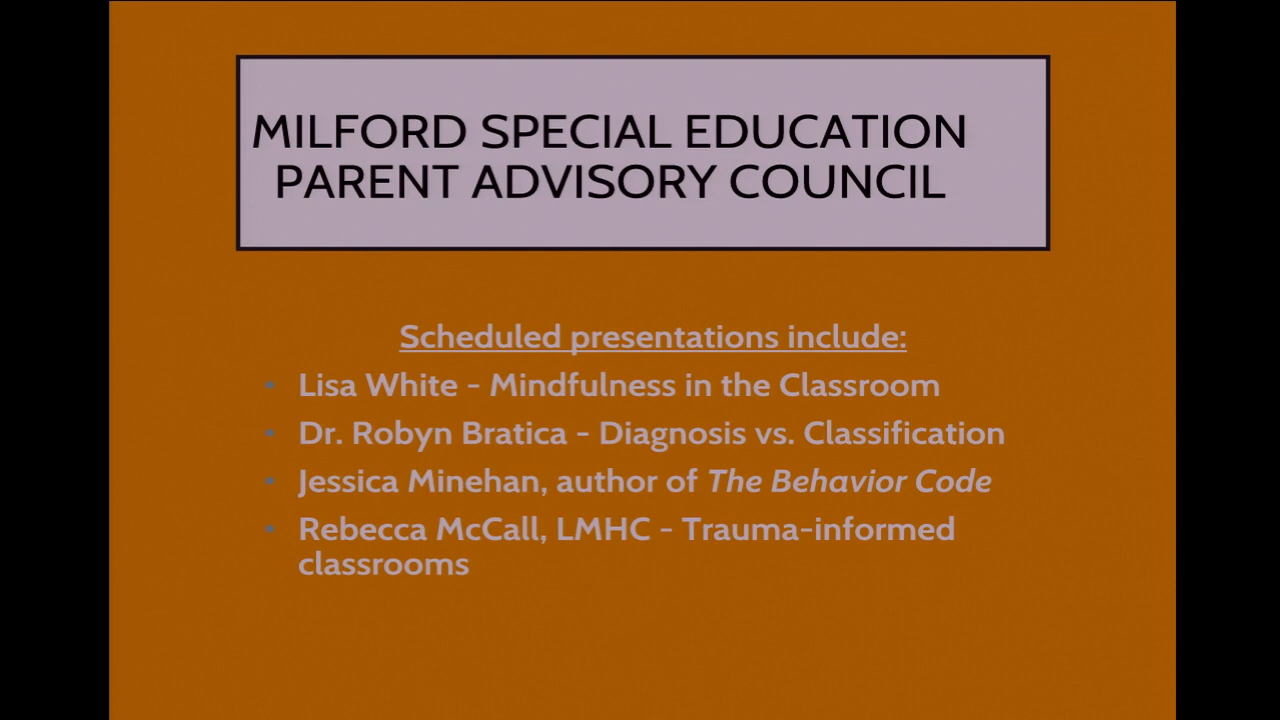 MILFORD SPECIAL EDUCATION
PARENT ADVISORY COUNCIL
Scheduled presentations include:
• Lisa White - Mindfulness in the Classroom
• Dr. Robyn Bratica - Diagnosis vs. Classification
• Jessica Minehan, author of The Behavior Code
• Rebecca McCall, LMHC - Trauma-informed
classrooms